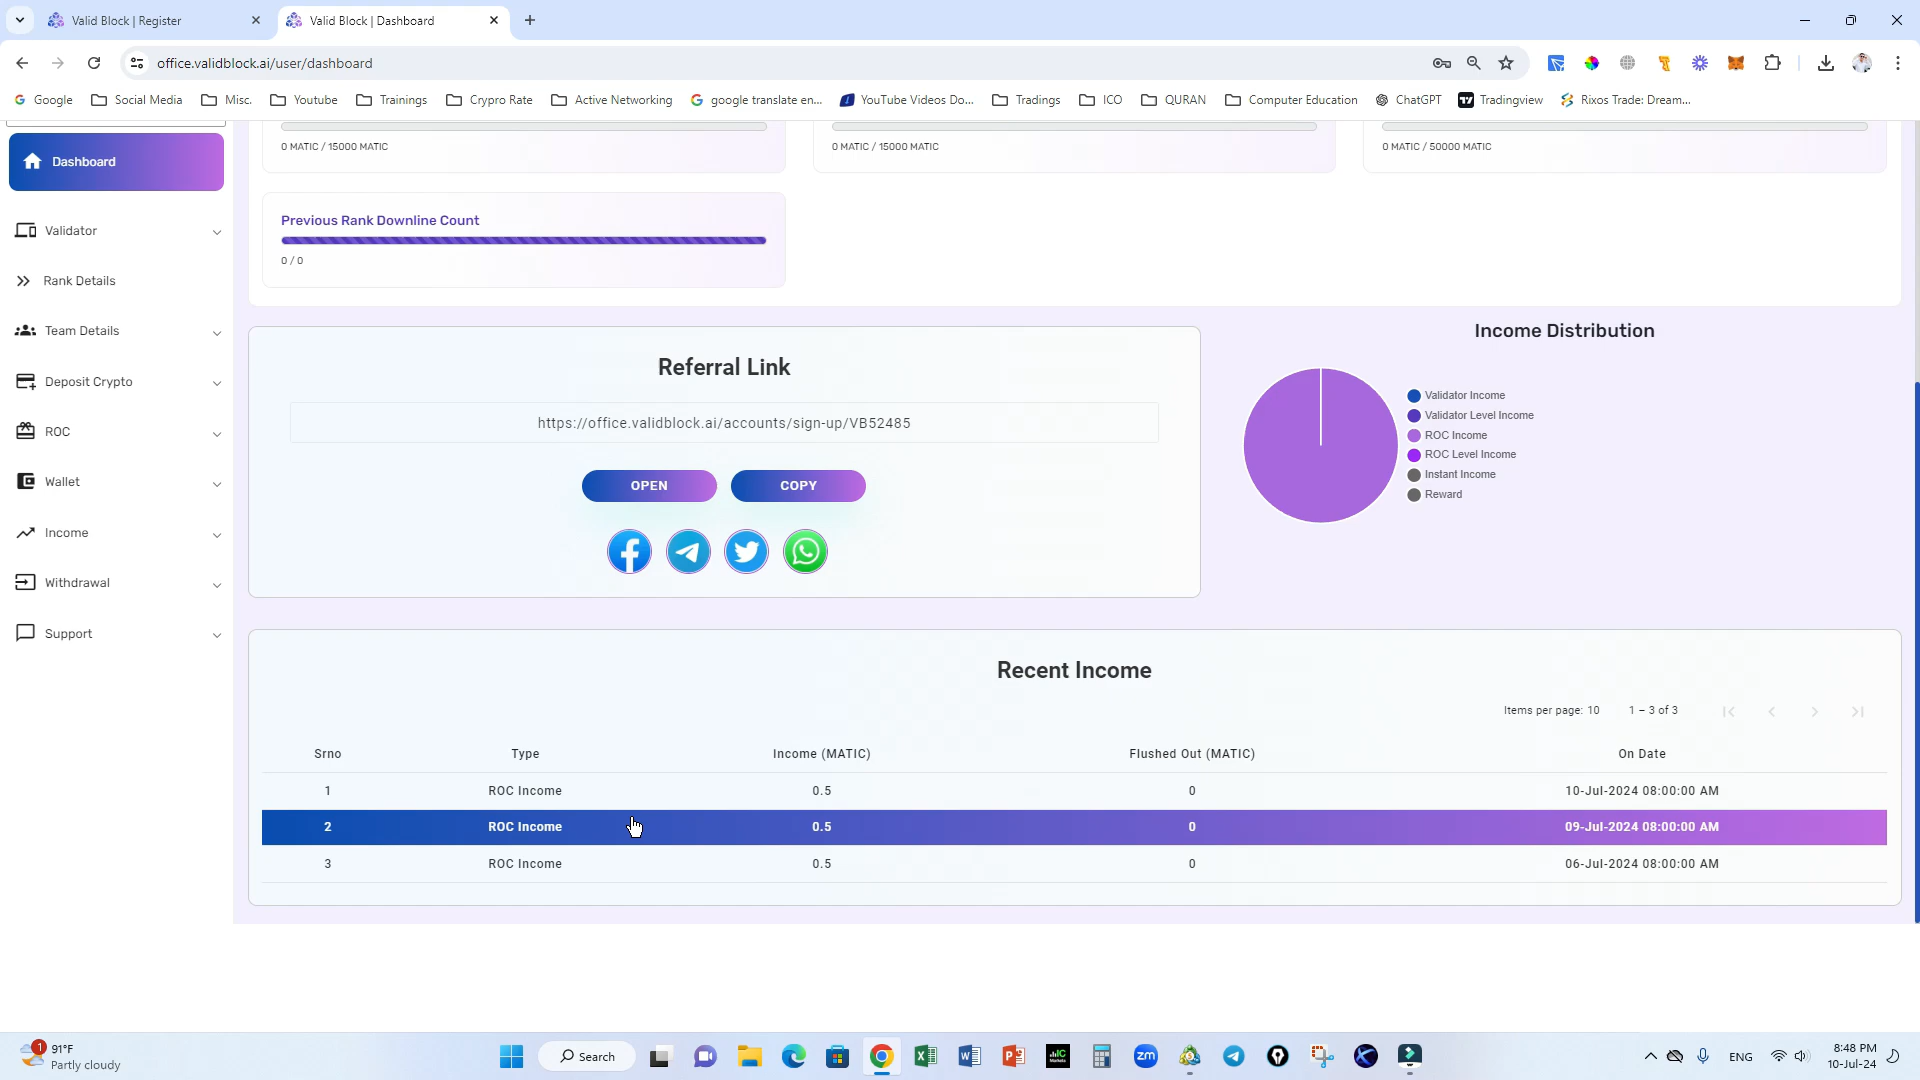 Valid Block | Register
Valid Block | Dashboard
office.validblock.ai/user/dashboard
Google
Social Media
Misc.
Youtube
Trainings
Crypro Rate
Active Networking
google translate en...
YouTube Videos Do...
Tradings
ICO
QURAN
Computer Education
ChatGPT
Tradingview
Rixos Trade: Dream...
Dashboard
Validator
Rank Details
Team Details
Deposit Crypto
ROC
Wallet
Income
Withdrawal
Support
0 MATIC / 15000 MATIC
0 MATIC / 15000 MATIC
0 MATIC / 50000 MATIC
Previous Rank Downline Count
0 / 0
Referral Link
https://office.validblock.ai/accounts/sign-up/VB52485
OPEN
COPY
Income Distribution
Validator Income
Validator Level Income
ROC Income
ROC Level Income
Instant Income
Reward
Recent Income
Items per page: 10 1 – 3 of 3
Srno Type Income (MATIC) Flushed Out (MATIC) On Date
1 ROC Income 0.5 0 10-Jul-2024 08:00:00 AM
2 ROC Income 0.5 0 09-Jul-2024 08:00:00 AM
3 ROC Income 0.5 0 06-Jul-2024 08:00:00 AM
1
91°F
Partly cloudy
Search
zm
ENG
8:48 PM
10-Jul-24